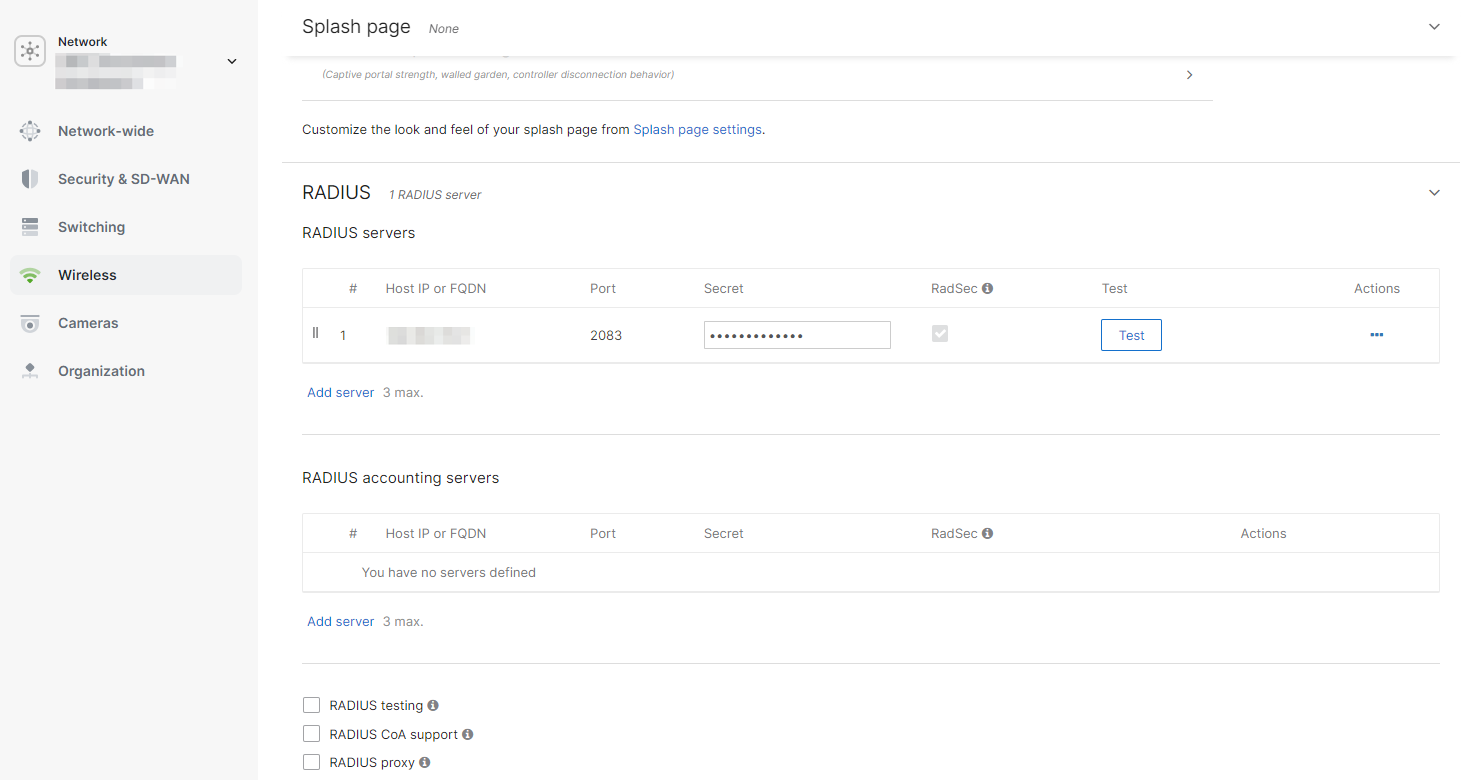 Network
Network-wide
Security & SD-WAN
Switching
Wireless
Cameras
Organization
Splash page None
(Captive portal strength, walled garden, controller disconnection behavior)
Customize the look and feel of your splash page from Splash page settings.
RADIUS 1 RADIUS server
RADIUS servers
# Host IP or FQDN Port Secret RadSec Test Actions
1 2083 ••••••••••••• Test •••
Add server 3 max.
RADIUS accounting servers
# Host IP or FQDN Port Secret RadSec Actions
You have no servers defined
Add server 3 max.
RADIUS testing
RADIUS CoA support
RADIUS proxy